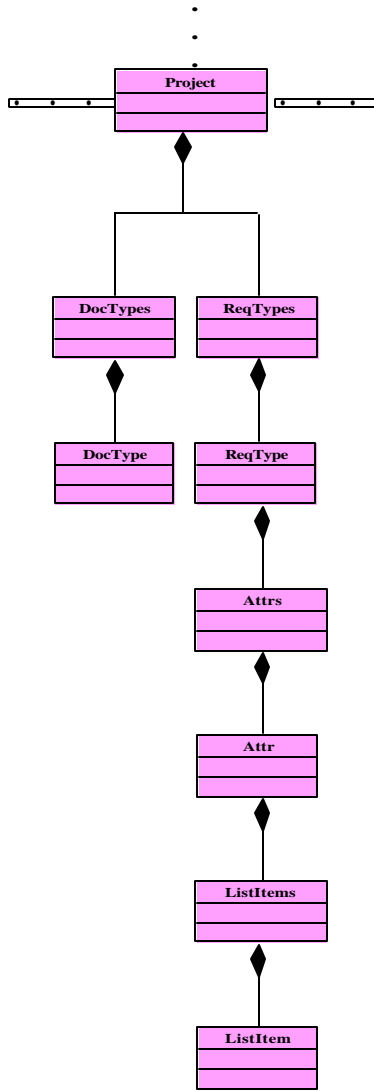 Project
DocTypes
ReqTypes
DocType
ReqType
Attrs
Attr
ListItems
ListItem